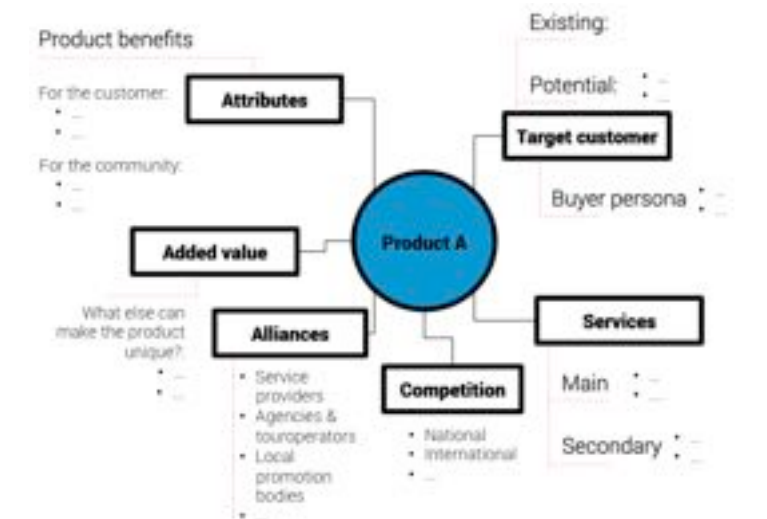 Product benefits
For the customer:
...
...
For the community:
...
...
Attributes
Existing:
Potential:
Target customer
Buyer persona
Product A
Added value
What else can
make the product
unique?:
...
...
Alliances
Service
providers
Agencies &
touroperators
Local
promotion
bodies
Competition
National
International
...
Services
Main
Secondary